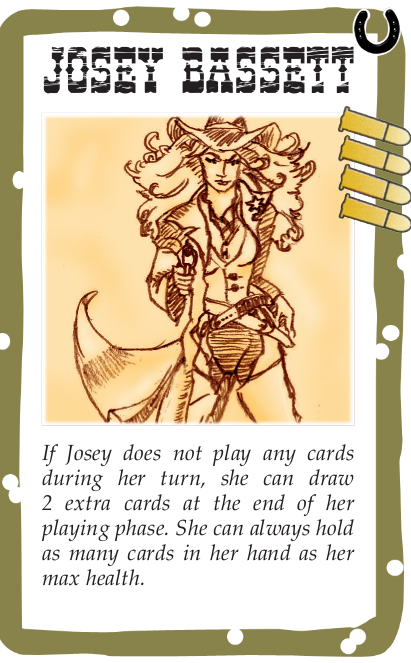 JOSEY BASSETT
If Josey does not play any cards
during her turn, she can draw
2 extra cards at the end of her
playing phase. She can always hold
as many cards in her hand as her
max health.